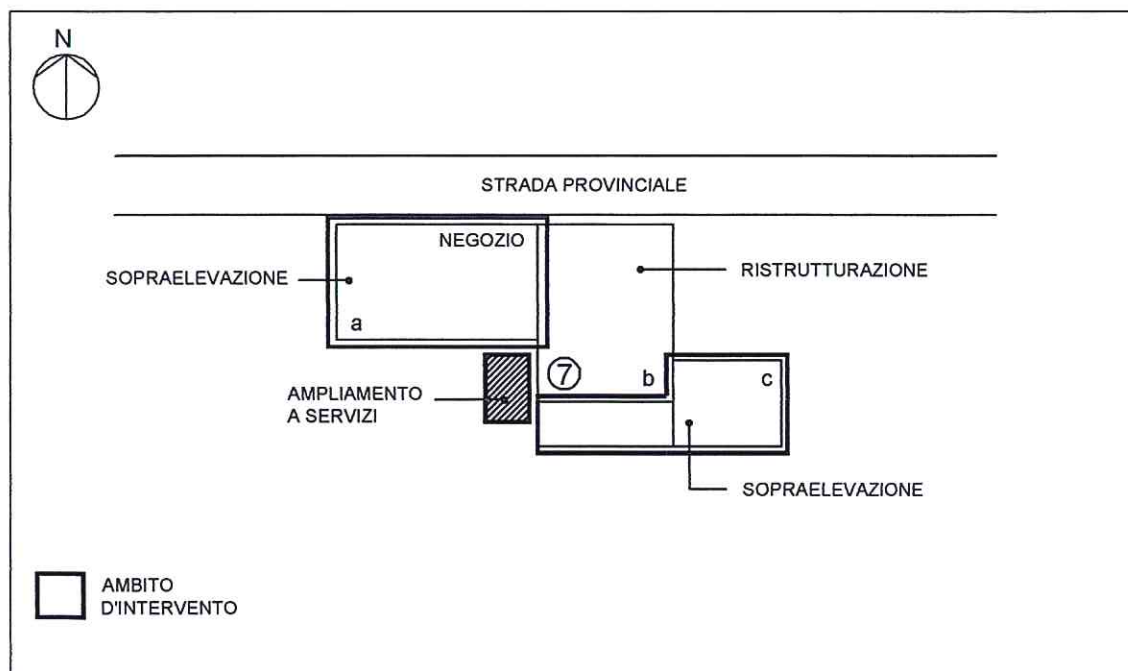 N
STRADA PROVINCIALE
NEGOZIO
SOPRAELEVAZIONE
RISTRUTTURAZIONE
a
7
b
c
AMPLIAMENTO
A SERVIZI
SOPRAELEVAZIONE
AMBITO
D'INTERVENTO